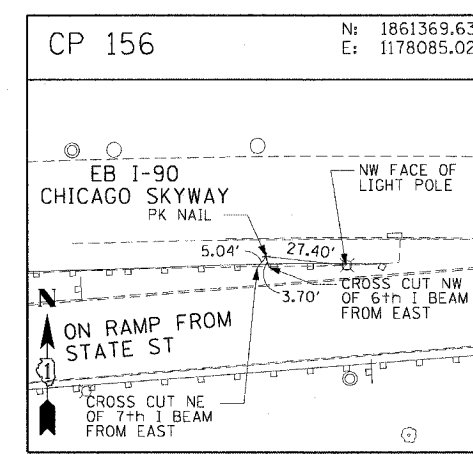 CP 156
N: 1861369.63
E: 1178085.02
EB I-90
CHICAGO SKYWAY
PK NAIL
NW FACE OF
LIGHT POLE
5.04'
27.40'
3.70'
CROSS CUT NW
OF 6th I BEAM
FROM EAST
N
1
ON RAMP FROM
STATE ST
CROSS CUT NE
OF 7th I BEAM
FROM EAST